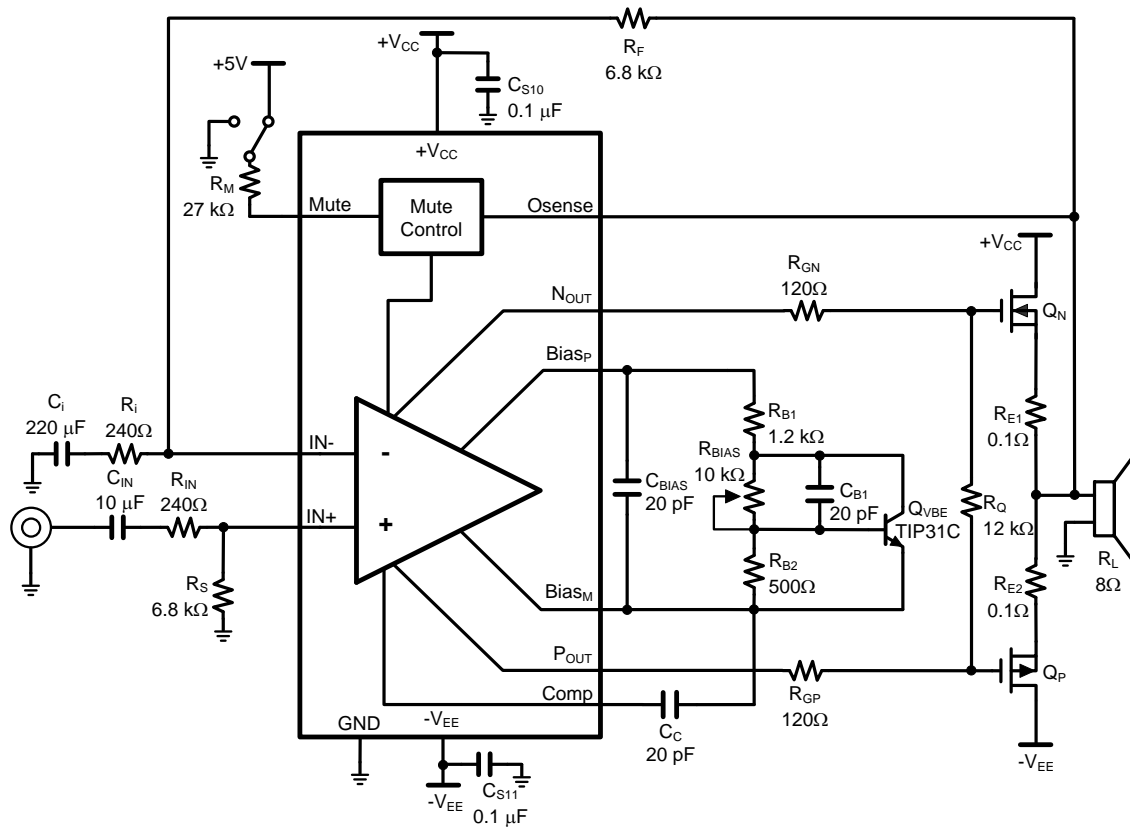 +V_CC
R_F
6.8 kΩ
+5V
C_S10
0.1 µF
+V_CC
R_M
27 kΩ
Mute
Mute
Control
Osense
+V_CC
R_GN
120Ω
N_OUT
Q_N
Bias_P
C_i
220 µF
R_i
240Ω
R_B1
1.2 kΩ
R_E1
0.1Ω
IN-
-
R_BIAS
10 kΩ
C_IN
10 µF
R_IN
240Ω
C_BIAS
20 pF
C_B1
20 pF
Q_VBE
TIP31C
R_Q
12 kΩ
IN+
+
R_B2
500Ω
R_L
8Ω
R_S
6.8 kΩ
R_E2
0.1Ω
Bias_M
P_OUT
Q_P
Comp
R_GP
120Ω
GND
-V_EE
C_C
20 pF
-V_EE
C_S11
0.1 µF
-V_EE